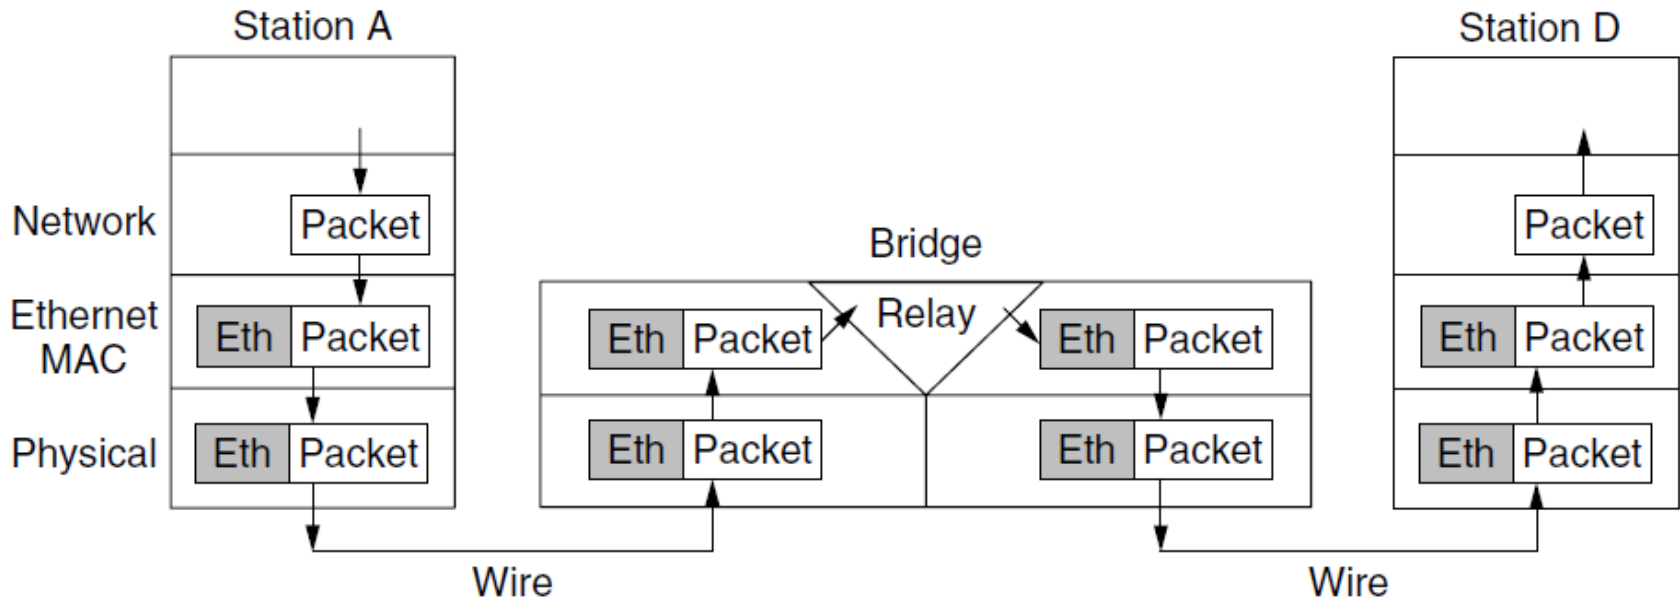 Station A
Station D
Network
Packet
Packet
Bridge
Ethernet
MAC
Eth Packet
Eth Packet
Relay
Eth Packet
Eth Packet
Physical
Eth Packet
Eth Packet
Eth Packet
Eth Packet
Wire
Wire